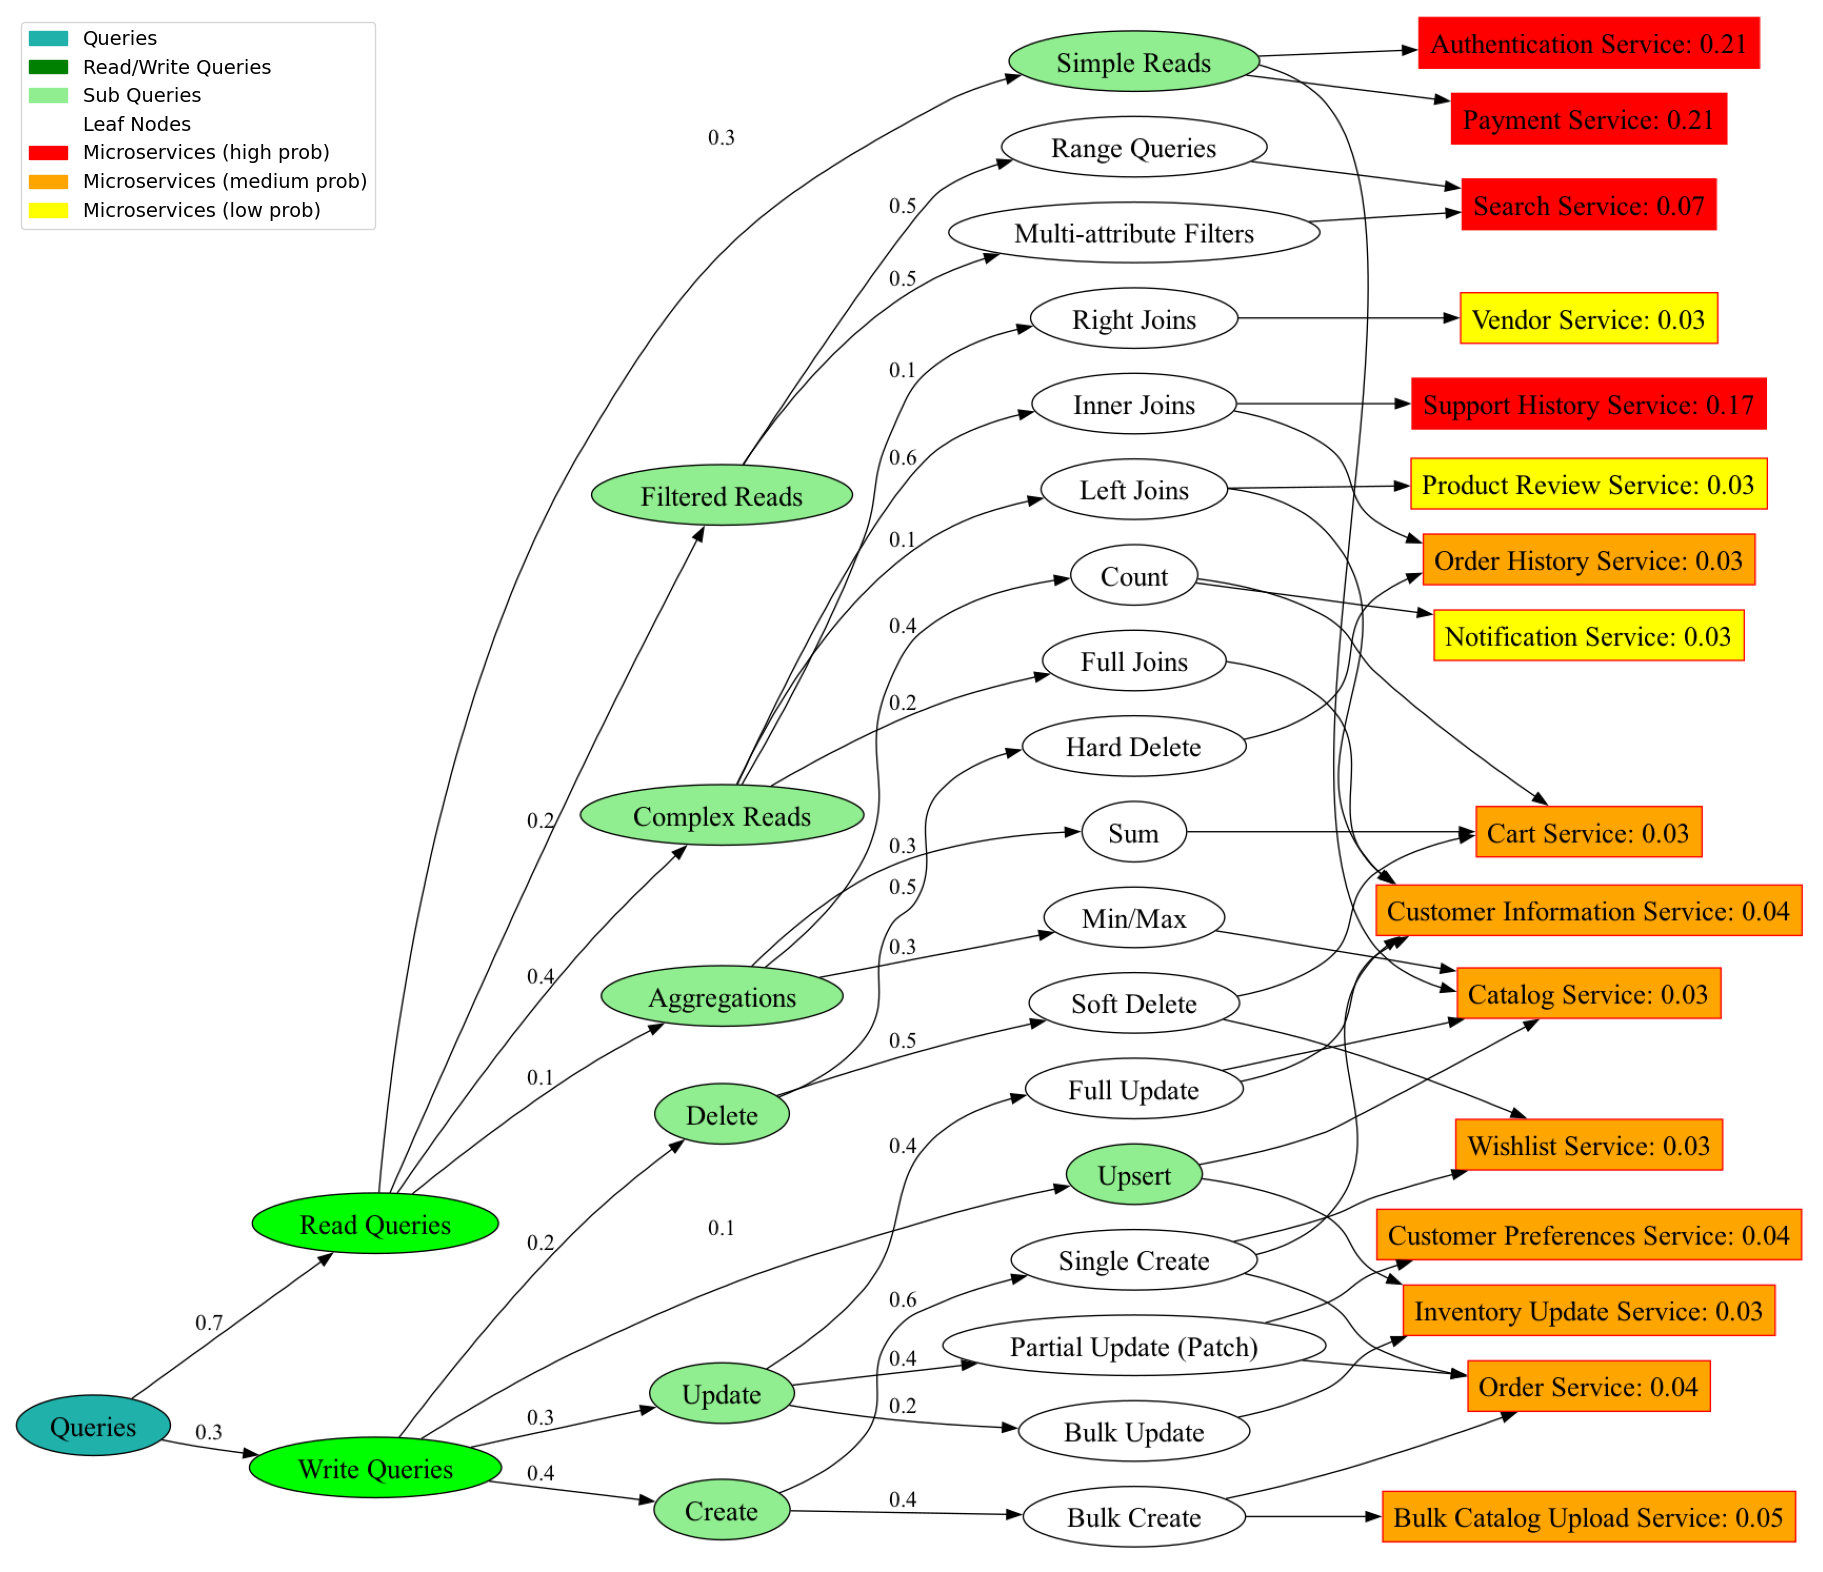 Queries
Read/Write Queries
Sub Queries
Leaf Nodes
Microservices (high prob)
Microservices (medium prob)
Microservices (low prob)
Simple Reads
Authentication Service: 0.21
Payment Service: 0.21
0.3
Range Queries
0.5
Search Service: 0.07
Multi-attribute Filters
0.5
Right Joins
Vendor Service: 0.03
0.1
Inner Joins
Support History Service: 0.17
0.6
Filtered Reads
Left Joins
Product Review Service: 0.03
0.1
Order History Service: 0.03
Count
0.4
Notification Service: 0.03
Full Joins
0.2
Hard Delete
0.2
Complex Reads
0.3
Sum
Cart Service: 0.03
0.5
Min/Max
Customer Information Service: 0.04
0.3
0.4
Aggregations
Soft Delete
Catalog Service: 0.03
0.5
0.1
Full Update
Delete
0.4
Wishlist Service: 0.03
Upsert
Read Queries
0.1
0.2
Single Create
Customer Preferences Service: 0.04
0.6
Inventory Update Service: 0.03
0.7
Partial Update (Patch)
0.4
Update
Order Service: 0.04
0.2
Queries
0.3
0.3
Bulk Update
Write Queries
0.4
Create
0.4
Bulk Create
Bulk Catalog Upload Service: 0.05